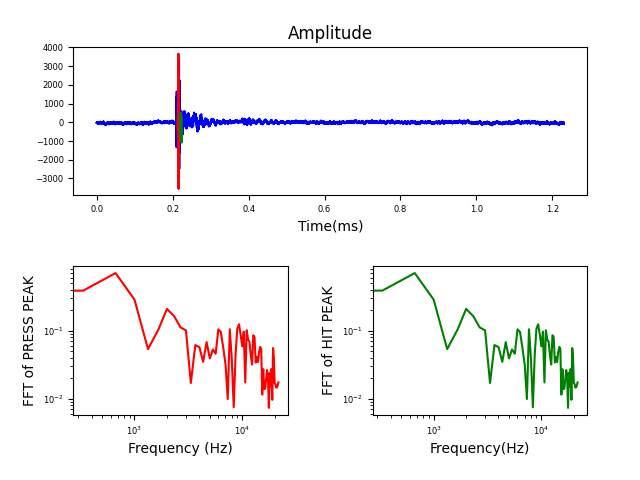 Amplitude
4000
3000
2000
1000
0
−1000
−2000
−3000
0.0 0.2 0.4 0.6 0.8 1.0 1.2
Time(ms)
FFT of PRESS PEAK
10⁻¹
10⁻²
10³ 10⁴
Frequency (Hz)
FFT of HIT PEAK
10⁻¹
10⁻²
10³ 10⁴
Frequency(Hz)